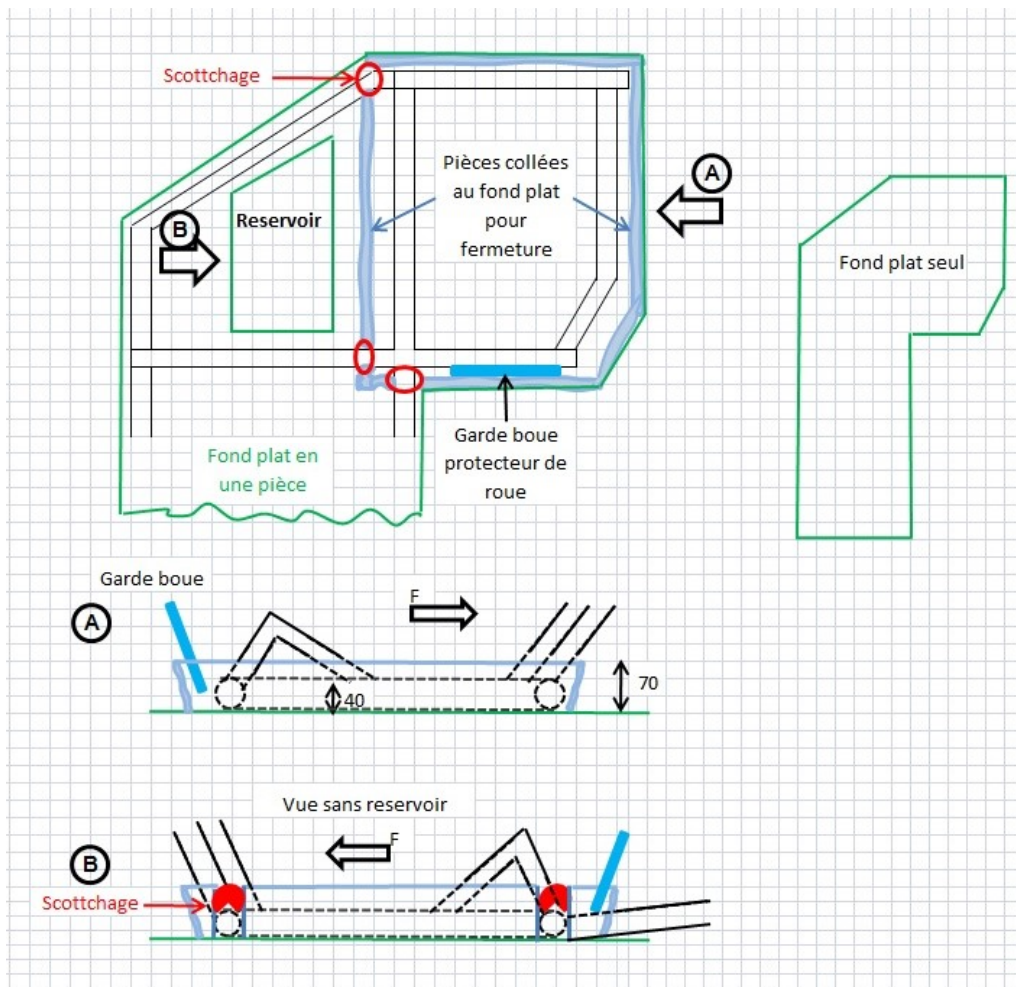 Scottchage
Pièces collées
au fond plat
pour
fermeture
A
B
Reservoir
Fond plat seul
Garde boue
protecteur de
roue
Fond plat en
une pièce
Garde boue
A
F
40
70
Vue sans reservoir
F
B
Scottchage